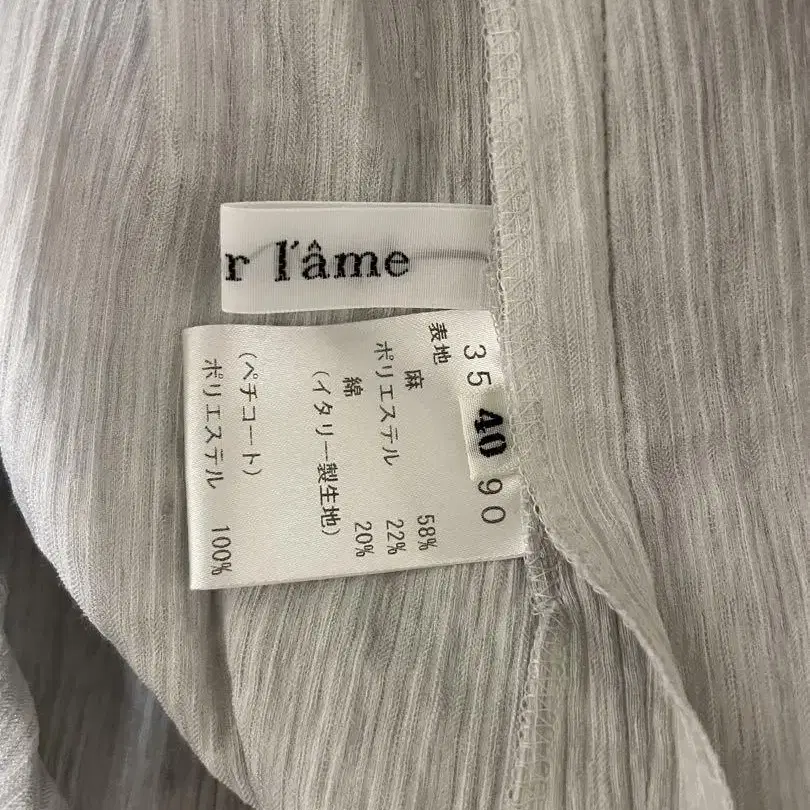 r l'âme
35
40
90
表地
麻 58%
ポリエステル 22%
綿 20%
(イタリー製生地)
(ペチコート)
ポリエステル 100%